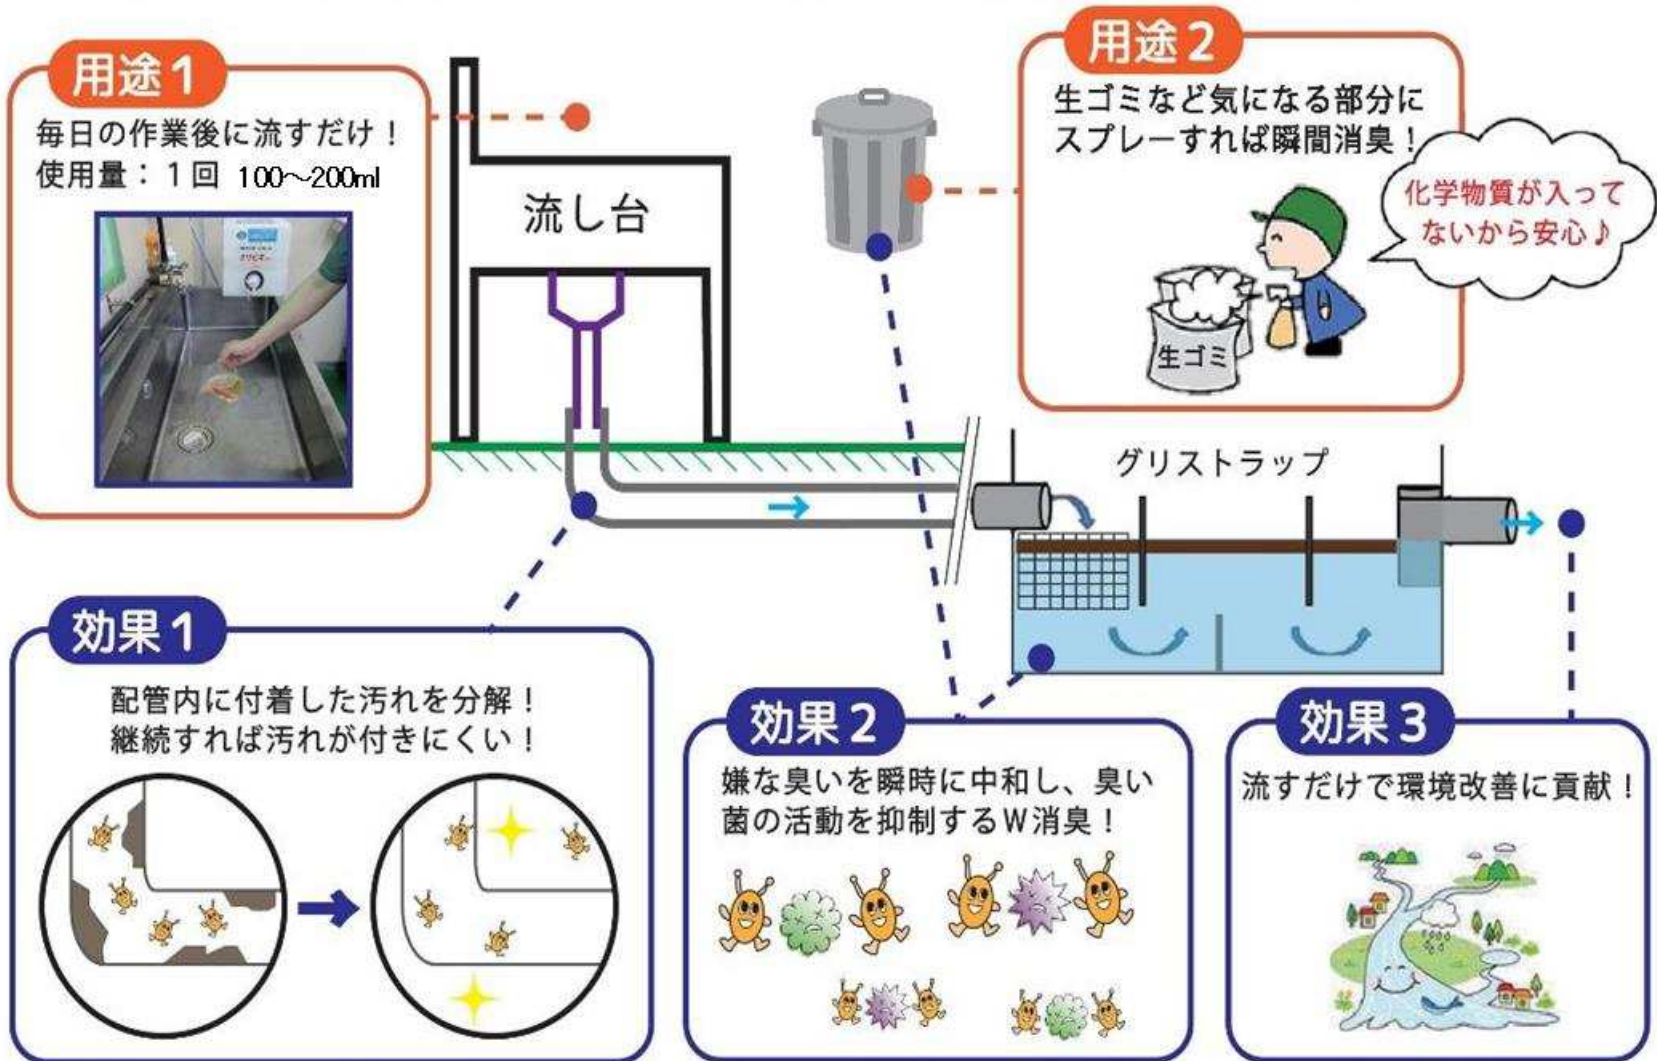 用途1
毎日の作業後に流すだけ！
使用量：1回 100～200ml
流し台
用途2
生ゴミなど気になる部分に
スプレーすれば瞬間消臭！
化学物質が入って
ないから安心♪
生ゴミ
グリストラップ
効果1
配管内に付着した汚れを分解！
継続すれば汚れが付きにくい！
効果2
嫌な臭いを瞬時に中和し、臭い
菌の活動を抑制するW消臭！
効果3
流すだけで環境改善に貢献！